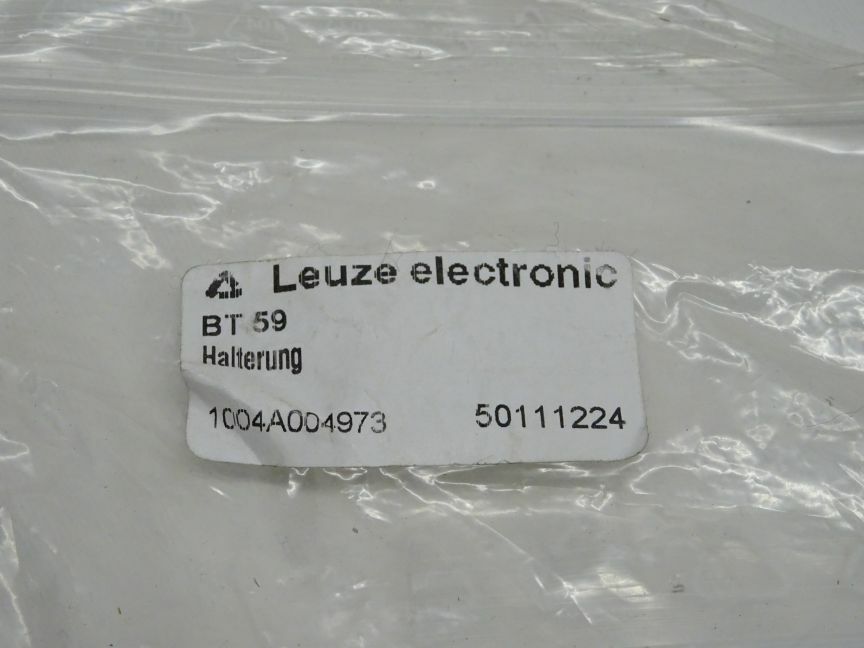 Leuze electronic
BT 59
Halterung
1004A004973 50111224